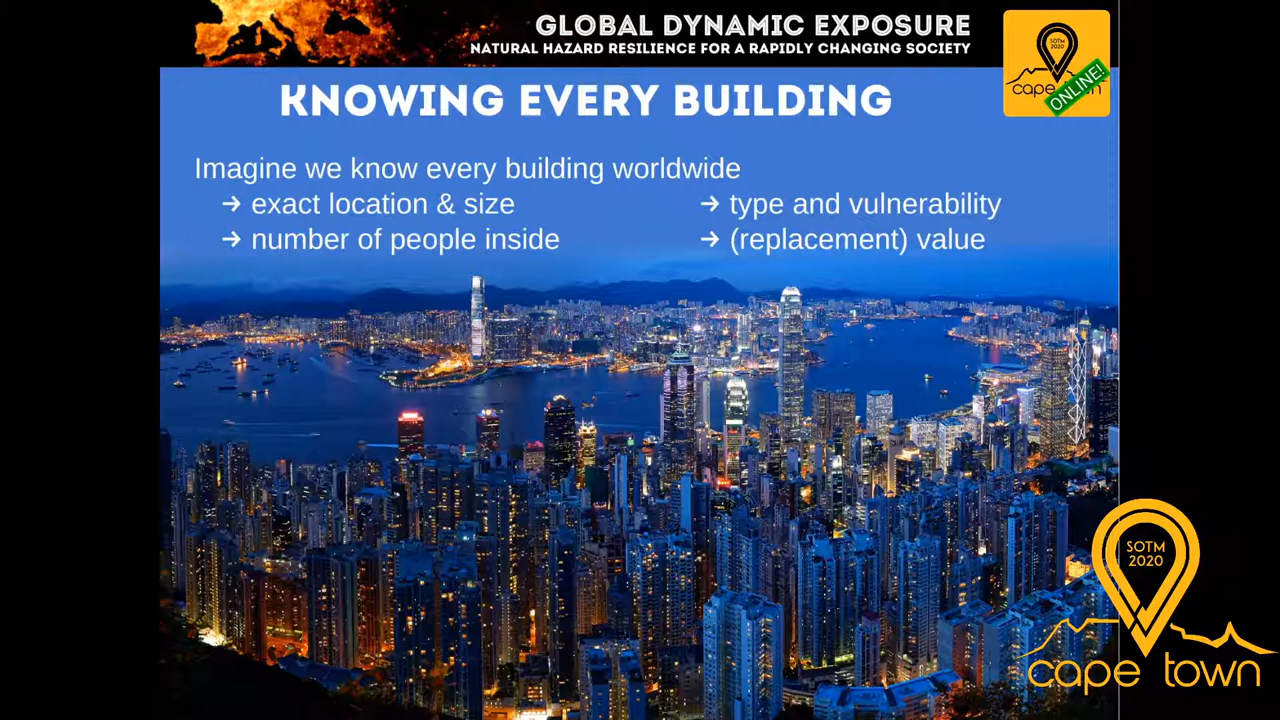 GLOBAL DYNAMIC EXPOSURE
NATURAL HAZARD RESILIENCE FOR A RAPIDLY CHANGING SOCIETY
SOTM
2020
cape town
ONLINE!
KNOWING EVERY BUILDING
Imagine we know every building worldwide
→ exact location & size
→ number of people inside
→ type and vulnerability
→ (replacement) value
SOTM
2020
cape town